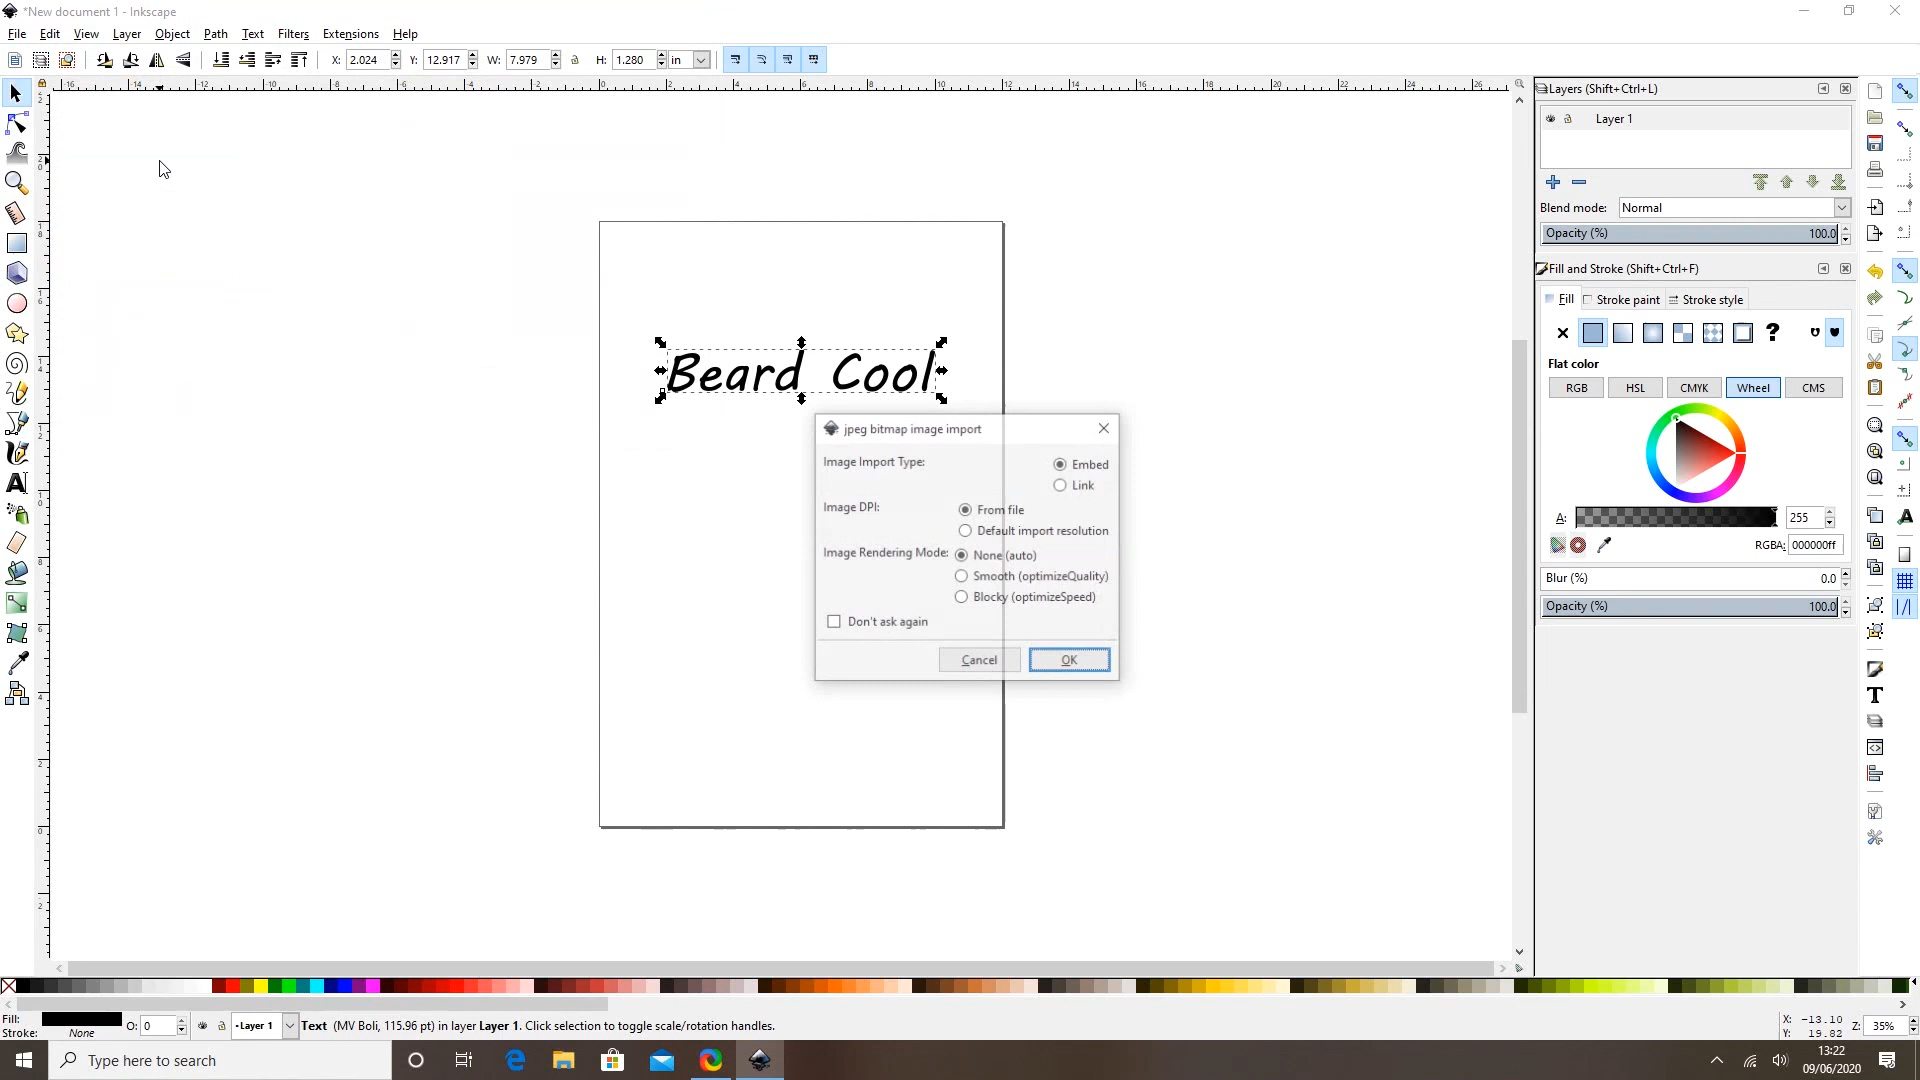 *New document 1 - Inkscape
File Edit View Layer Object Path Text Filters Extensions Help
X: 2.024 Y: 12.917 W: 7.979 H: 1.280 in
Layers (Shift+Ctrl+L)
Layer 1
Blend mode: Normal
Opacity (%) 100.0
Fill and Stroke (Shift+Ctrl+F)
Fill Stroke paint Stroke style
Flat color
RGB HSL CMYK Wheel CMS
A: 255
RGBA: 000000ff
Blur (%) 0.0
Opacity (%) 100.0
Beard Cool
jpeg bitmap image import
Image Import Type: Embed
Link
Image DPI: From file
Default import resolution
Image Rendering Mode: None (auto)
Smooth (optimizeQuality)
Blocky (optimizeSpeed)
Don't ask again
Cancel OK
Fill:
Stroke: None
O: 0
Layer 1
Text (MV Boli, 115.96 pt) in layer Layer 1. Click selection to toggle scale/rotation handles.
X: -13.10
Y: 19.82
Z: 35%
Type here to search
13:22
09/06/2020